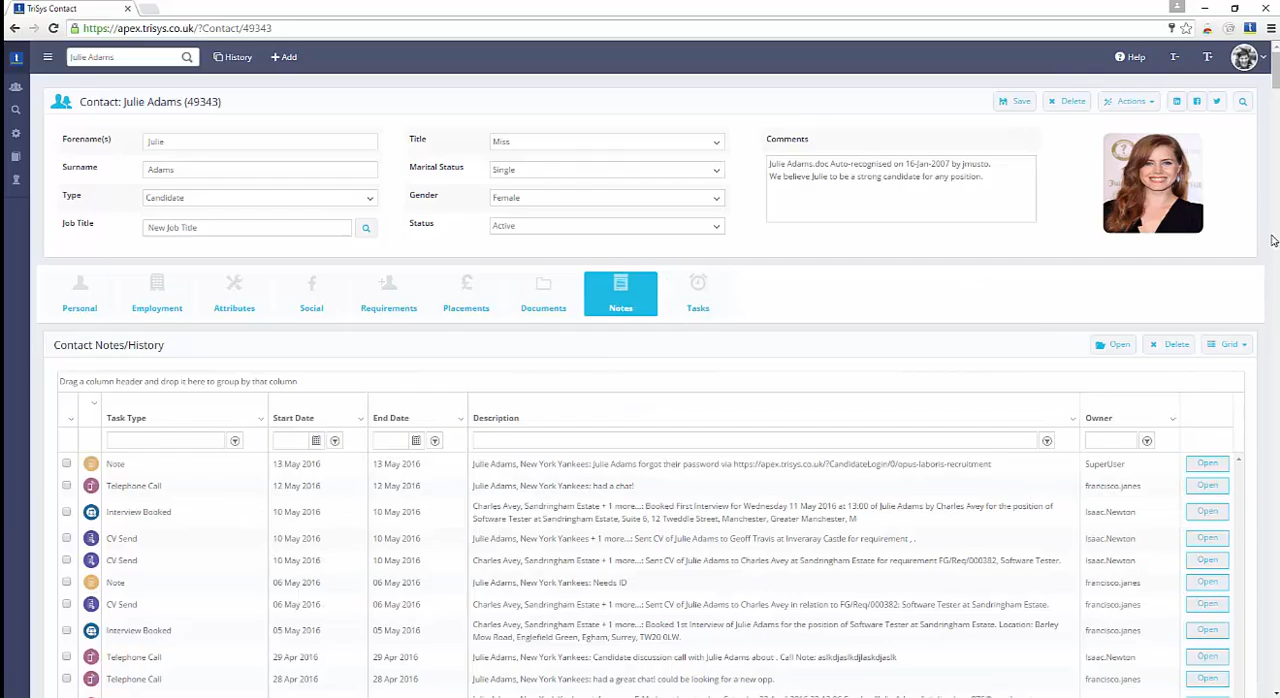 TriSys Contact
https://apex.trisys.co.uk/?Contact/49343
Julie Adams
History
Add
Help
T-
T-
Contact: Julie Adams (49343)
Save
Delete
Actions
Forename(s)
Julie
Title
Miss
Comments
Surname
Adams
Marital Status
Single
Julie Adams.doc Auto-recognised on 16-Jan-2007 by jmusto.
We believe Julie to be a strong candidate for any position.
Type
Candidate
Gender
Female
Job Title
New Job Title
Status
Active
Personal
Employment
Attributes
Social
Requirements
Placements
Documents
Notes
Tasks
Contact Notes/History
Open
Delete
Grid
Drag a column header and drop it here to group by that column
Task Type
Start Date
End Date
Description
Owner
Note 13 May 2016 13 May 2016 Julie Adams, New York Yankees: Julie Adams forgot their password via https://apex.trisys.co.uk/?CandidateLogin/0/opus-laboris-recruitment SuperUser Open
Telephone Call 12 May 2016 12 May 2016 Julie Adams, New York Yankees: had a chat! francisco.janes Open
Interview Booked 10 May 2016 10 May 2016 Charles Avey, Sandringham Estate + 1 more...: Booked First Interview for Wednesday 11 May 2016 at 13:00 of Julie Adams by Charles Avey for the position of Isaac.Newton Open
Software Tester at Sandringham Estate, Suite 6, 12 Tweddle Street, Manchester, Greater Manchester, M
CV Send 10 May 2016 10 May 2016 Julie Adams, New York Yankees + 1 more...: Sent CV of Julie Adams to Geoff Travis at Inveraray Castle for requirement , . Isaac.Newton Open
CV Send 10 May 2016 10 May 2016 Charles Avey, Sandringham Estate + 1 more...: Sent CV of Julie Adams to Charles Avey at Sandringham Estate for requirement FG/Req/000382, Software Tester. Isaac.Newton Open
Note 06 May 2016 06 May 2016 Julie Adams, New York Yankees: Needs ID francisco.janes Open
CV Send 06 May 2016 06 May 2016 Charles Avey, Sandringham Estate + 1 more...: Sent CV of Julie Adams to Charles Avey in relation to FG/Req/000382: Software Tester at Sandringham Estate. francisco.janes Open
Interview Booked 05 May 2016 05 May 2016 Charles Avey, Sandringham Estate + 1 more...: Booked 1st Interview of Julie Adams for the position of Software Tester at Sandringham Estate. Location: Barley francisco.janes Open
Mow Road, Englefield Green, Egham, Surrey, TW20 0LW.
Telephone Call 29 Apr 2016 29 Apr 2016 Julie Adams, New York Yankees: Candidate discussion call with Julie Adams about . Call Note: aslkdjaslkdjlaskdjaslk Isaac.Newton Open
Telephone Call 28 Apr 2016 28 Apr 2016 Julie Adams, New York Yankees: had a great chat! could be looking for a new opp. francisco.janes Open